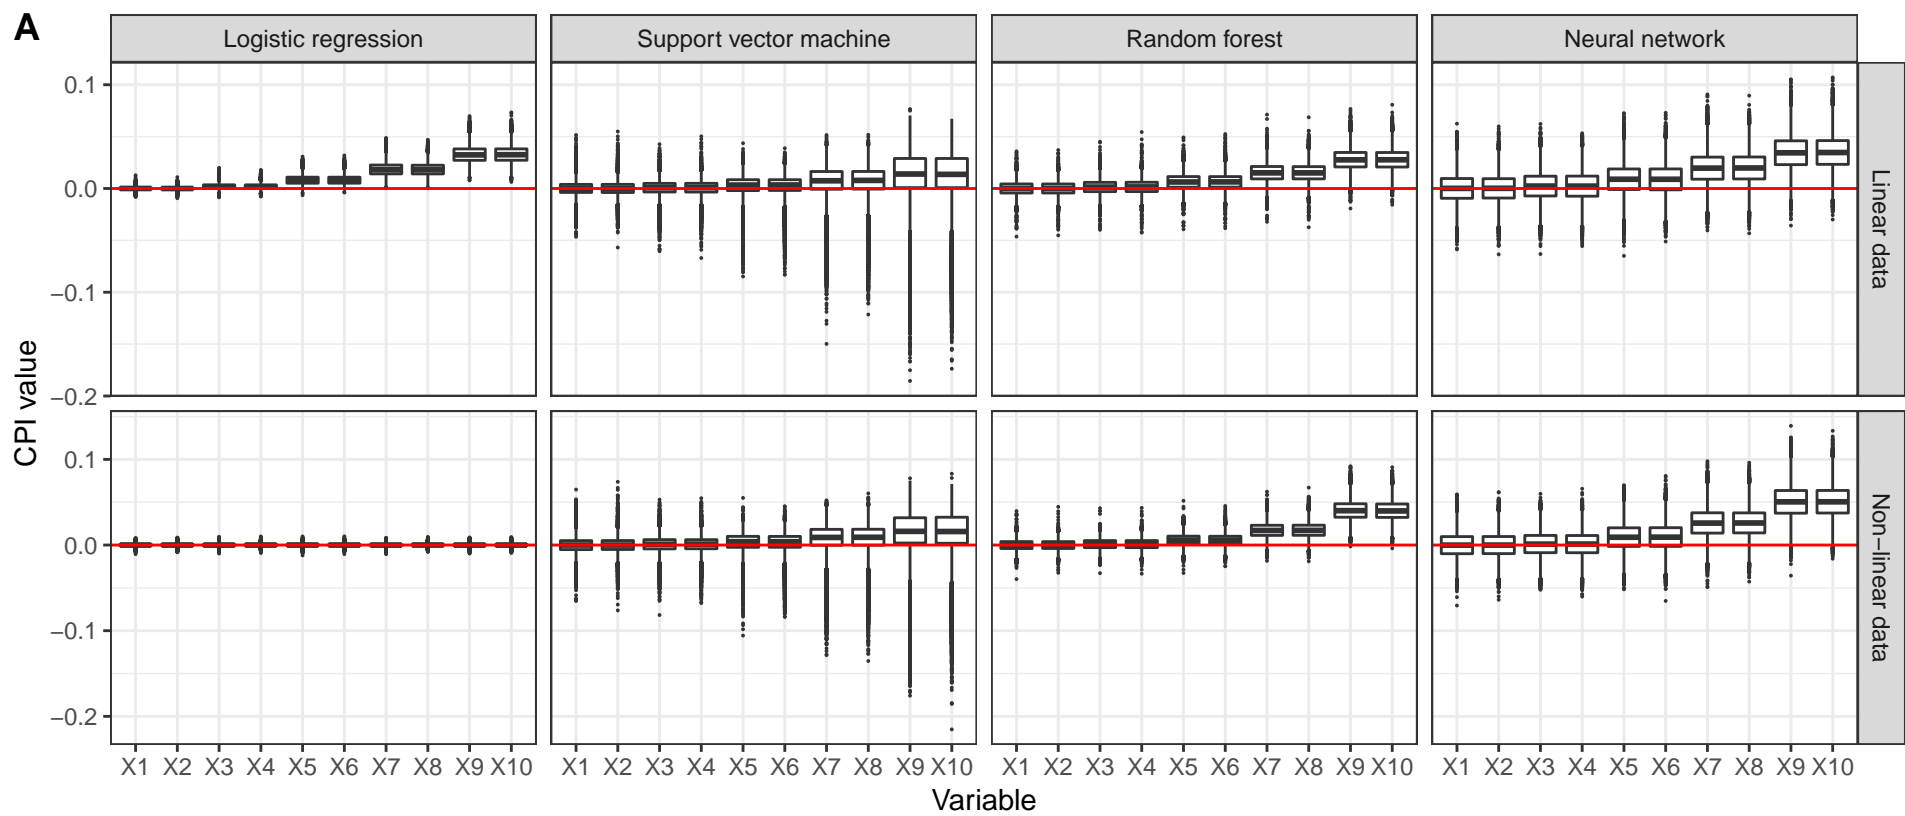 A
Logistic regression Support vector machine Random forest Neural network
0.1
0.0
−0.1
−0.2
Linear data
CPI value
0.1
0.0
−0.1
−0.2
Non−linear data
X1 X2 X3 X4 X5 X6 X7 X8 X9 X10 X1 X2 X3 X4 X5 X6 X7 X8 X9 X10 X1 X2 X3 X4 X5 X6 X7 X8 X9 X10 X1 X2 X3 X4 X5 X6 X7 X8 X9 X10
Variable